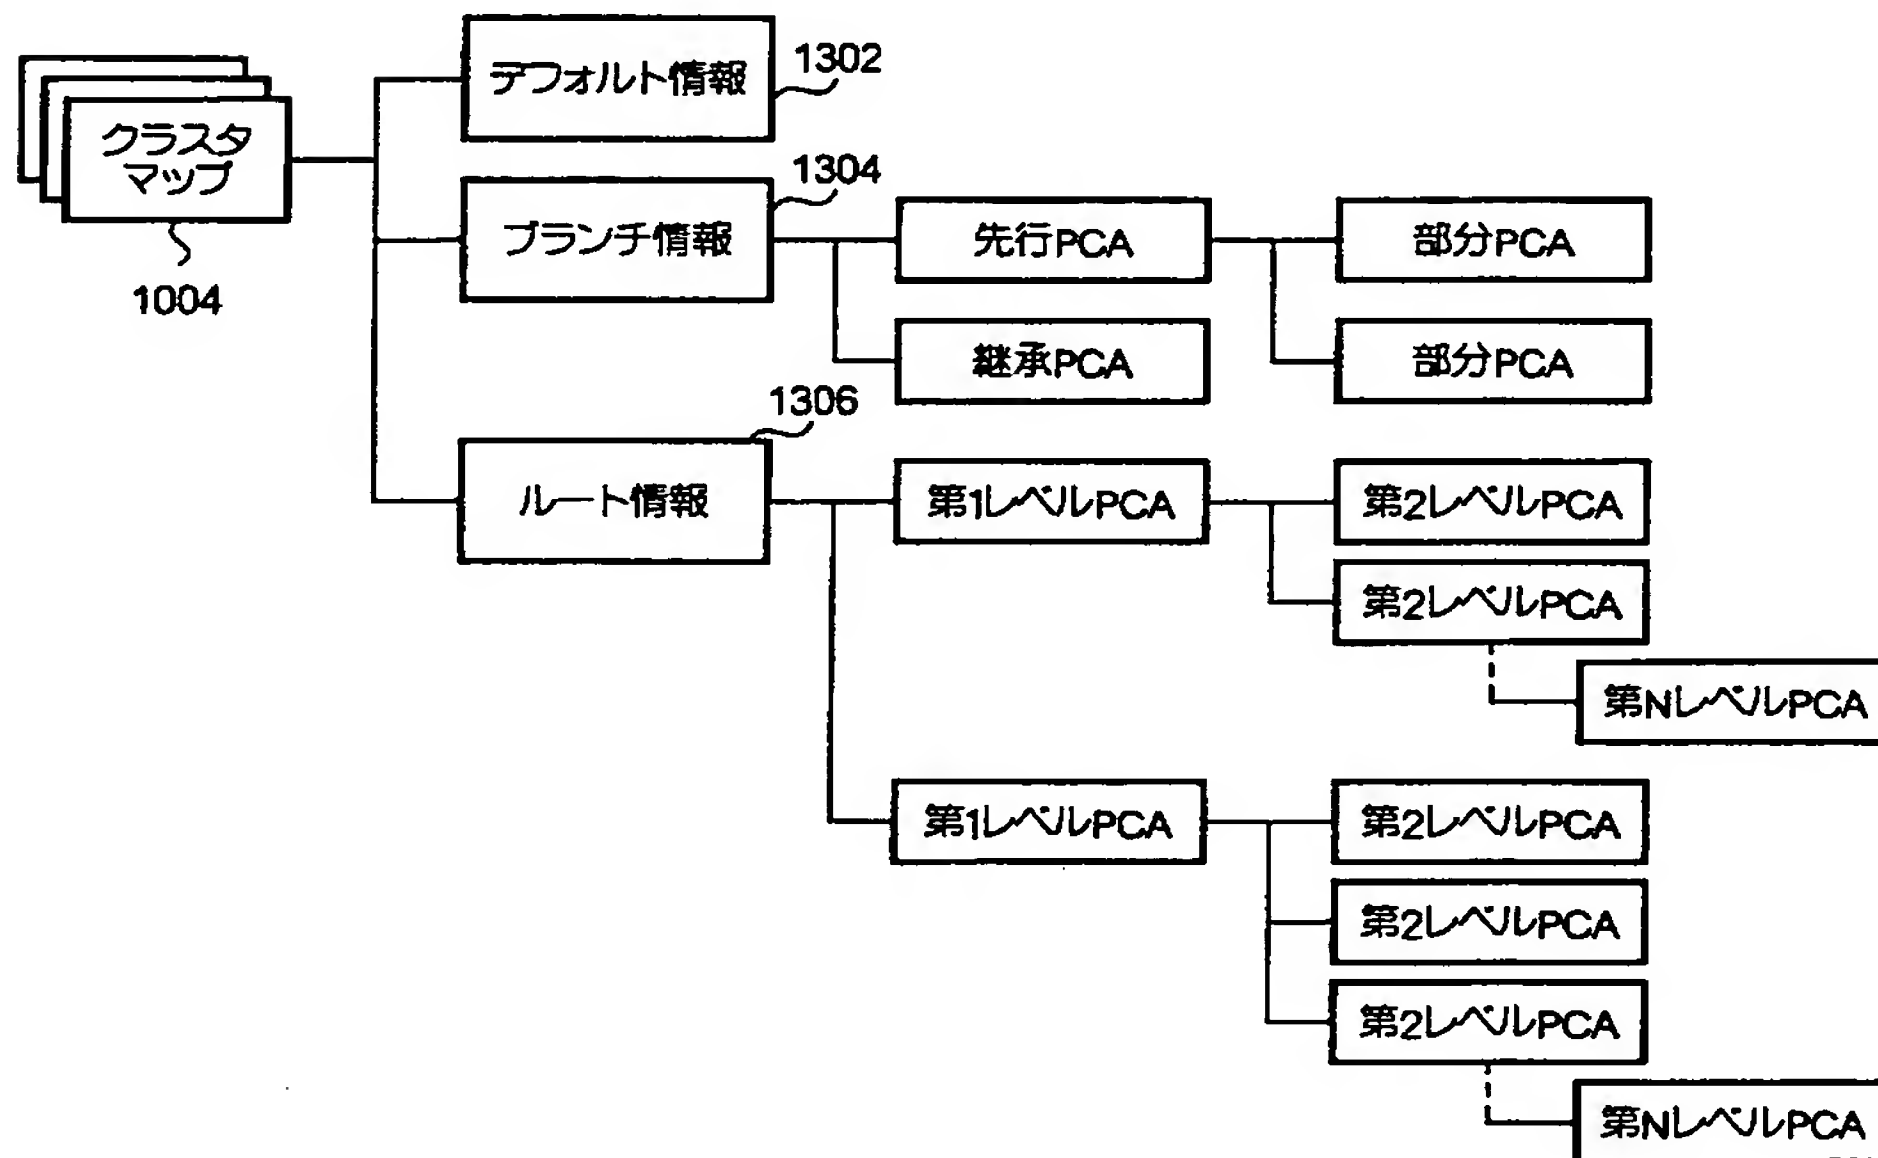 デフォルト情報
1302
クラスタ
マップ
1004
ブランチ情報
1304
先行PCA
部分PCA
継承PCA
部分PCA
1306
ルート情報
第1レベルPCA
第2レベルPCA
第2レベルPCA
第NレベルPCA
第1レベルPCA
第2レベルPCA
第2レベルPCA
第2レベルPCA
第NレベルPCA